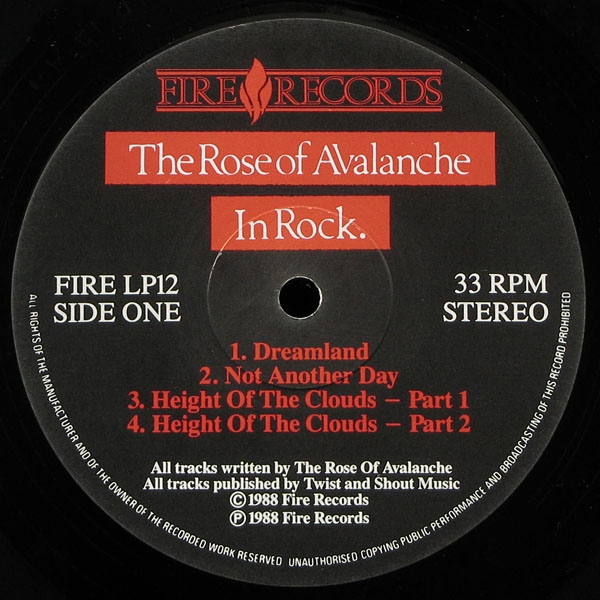 FIRE RECORDS
The Rose of Avalanche
In Rock.
FIRE LP12
SIDE ONE
33 RPM
STEREO
1. Dreamland
2. Not Another Day
3. Height Of The Clouds – Part 1
4. Height Of The Clouds – Part 2
All tracks written by The Rose Of Avalanche
All tracks published by Twist and Shout Music
©1988 Fire Records
℗1988 Fire Records
ALL RIGHTS OF THE MANUFACTURER AND OF THE OWNER OF THE RECORDED WORK RESERVED UNAUTHORISED COPYING PUBLIC PERFORMANCE AND BROADCASTING OF THIS RECORD PROHIBITED